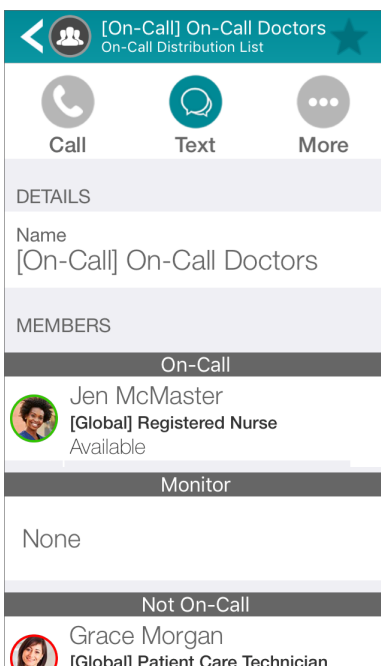 [On-Call] On-Call Doctors
On-Call Distribution List
Call
Text
More
DETAILS
Name
[On-Call] On-Call Doctors
MEMBERS
On-Call
Jen McMaster
[Global] Registered Nurse
Available
Monitor
None
Not On-Call
Grace Morgan
[Global] Patient Care Technician